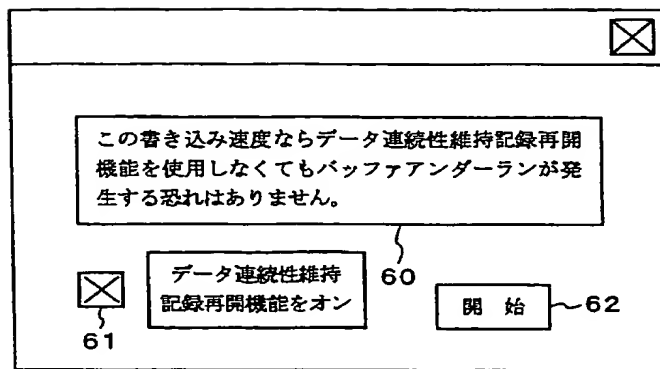 この書き込み速度ならデータ連続性維持記録再開
機能を使用しなくてもバッファアンダーランが発
生する恐れはありません。
60
データ連続性維持
記録再開機能をオン
61
開 始
62